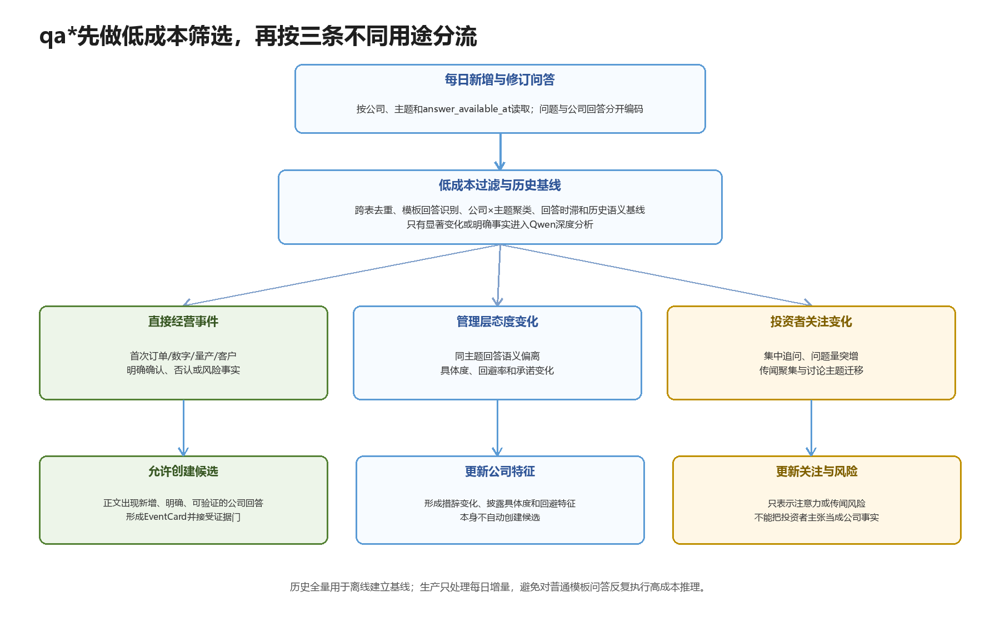 qa*先做低成本筛选，再按三条不同用途分流
每日新增与修订问答
按公司、主题和answer_available_at读取；问题与公司回答分开编码
低成本过滤与历史基线
跨表去重、模板回答识别、公司×主题聚类、回答时滞和历史语义基线
只有显著变化或明确事实进入Qwen深度分析
直接经营事件
首次订单/数字/量产/客户
明确确认、否认或风险事实
管理层态度变化
同主题回答语义偏离
具体度、回避率和承诺变化
投资者关注变化
集中追问、问题量突增
传闻聚集与讨论主题迁移
允许创建候选
正文出现新增、明确、可验证的公司回答
形成EventCard并接受证据门
更新公司特征
形成措辞变化、披露具体度和回避特征
本身不自动创建候选
更新关注与风险
只表示注意力或传闻风险
不能把投资者主张当成公司事实
历史全量用于离线建立基线；生产只处理每日增量，避免对普通模板问答反复执行高成本推理。